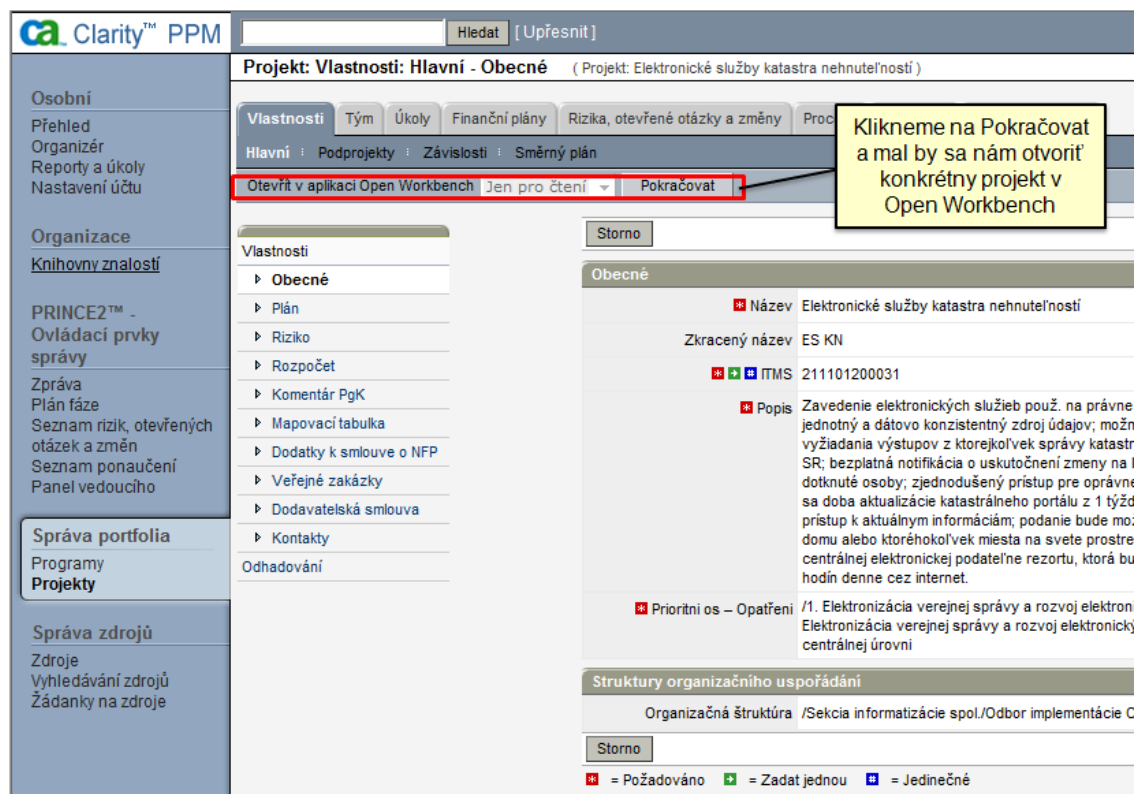 ca. Clarity™ PPM
Hledat [ Upřesnit ]
Projekt: Vlastnosti: Hlavní - Obecné ( Projekt: Elektronické služby katastra nehnuteľností )
Osobní
Přehled
Organizér
Reporty a úkoly
Nastavení účtu
Organizace
Knihovny znalostí
PRINCE2™ -
Ovládací prvky
správy
Zpráva
Plán fáze
Seznam rizik, otevřených
otázek a změn
Seznam ponaučení
Panel vedoucího
Správa portfolia
Programy
Projekty
Správa zdrojů
Zdroje
Vyhledávání zdrojů
Žádanky na zdroje
Vlastnosti Tým Úkoly Finanční plány Rizika, otevřené otázky a změny Proc
Hlavní Podprojekty Závislosti Směrný plán
Otevřít v aplikaci Open Workbench Jen pro čtení Pokračovat
Klikneme na Pokračovat
a mal by sa nám otvoriť
konkrétny projekt v
Open Workbench
Vlastnosti
Obecné
Plán
Riziko
Rozpočet
Komentár PgK
Mapovací tabulka
Dodatky k smlouve o NFP
Veřejné zakázky
Dodavatelská smlouva
Kontakty
Odhadování
Storno
Obecné
Název Elektronické služby katastra nehnuteľností
Zkracený název ES KN
ITMS 211101200031
Popis Zavedenie elektronických služieb použ. na právne
jednotný a dátovo konzistentný zdroj údajov; možn
vyžiadania výstupov z ktorejkoľvek správy katastr
SR; bezplatná notifikácia o uskutočnení zmeny na
dotknuté osoby; zjednodušený prístup pre oprávne
sa doba aktualizácie katastrálneho portálu z 1 týžd
prístup k aktuálnym informáciám; podanie bude mo
domu alebo ktoréhokoľvek miesta na svete prostre
centrálnej elektronickej podateľne rezortu, ktorá bu
hodín denne cez internet.
Prioritni os – Opatřeni /1. Elektronizácia verejnej správy a rozvoj elektroni
Elektronizácia verejnej správy a rozvoj elektronický
centrálnej úrovni
Struktury organizačního uspořádání
Organizačná štruktúra /Sekcia informatizácie spol./Odbor implementácie
Storno
* = Požadováno = Zadat jednou # = Jedinečné